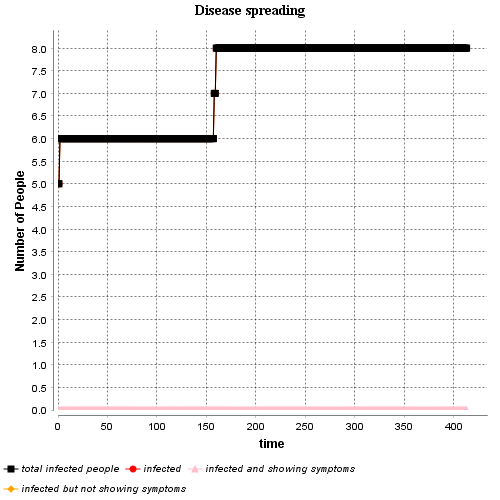 Disease spreading
Number of People
8.0
7.5
7.0
6.5
6.0
5.5
5.0
4.5
4.0
3.5
3.0
2.5
2.0
1.5
1.0
0.5
0.0
0 50 100 150 200 250 300 350 400
time
total infected people infected infected and showing symptoms
infected but not showing symptoms